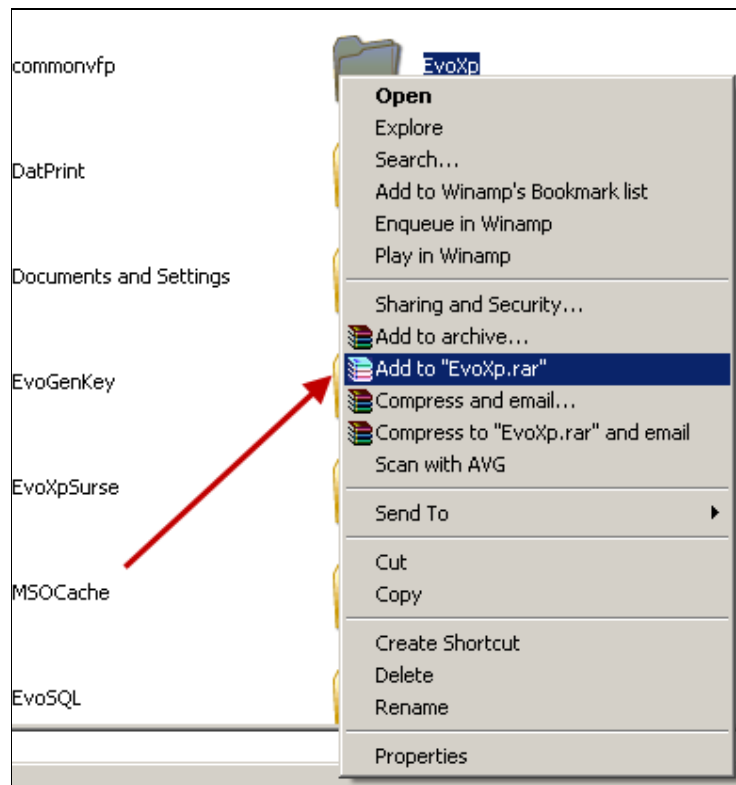 commonvfp
EvoXp
DatPrint
Documents and Settings
EvoGenKey
EvoXpSurse
MSOCache
EvoSQL
Open
Explore
Search...
Add to Winamp's Bookmark list
Enqueue in Winamp
Play in Winamp
Sharing and Security...
Add to archive...
Add to "EvoXp.rar"
Compress and email...
Compress to "EvoXp.rar" and email
Scan with AVG
Send To
Cut
Copy
Create Shortcut
Delete
Rename
Properties